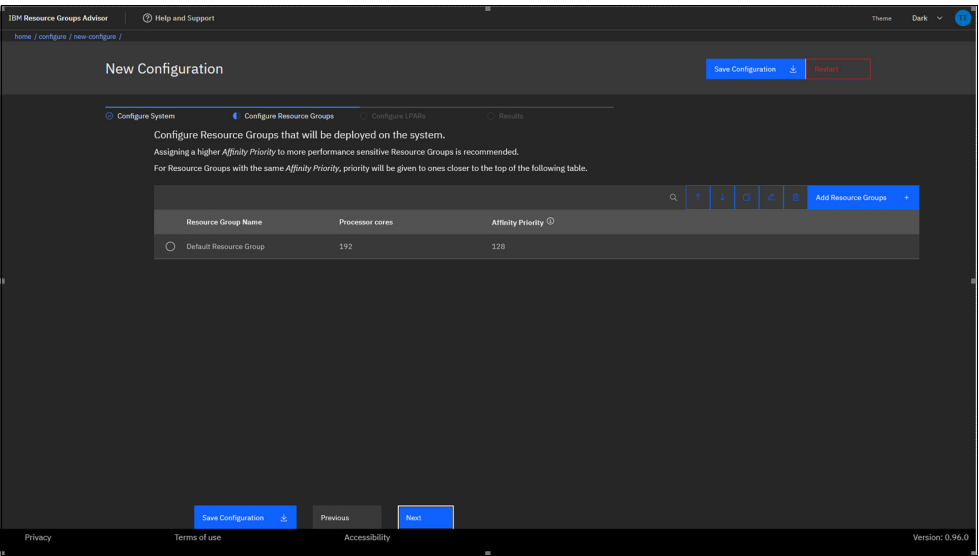 IBM Resource Groups Advisor
Help and Support
Theme Dark TT
home / configure / new-configure /
New Configuration
Save Configuration
Restart
Configure System
Configure Resource Groups
Configure LPARs
Results
Configure Resource Groups that will be deployed on the system.
Assigning a higher Affinity Priority to more performance sensitive Resource Groups is recommended.
For Resource Groups with the same Affinity Priority, priority will be given to ones closer to the top of the following table.
Add Resource Groups +
Resource Group Name Processor cores Affinity Priority
Default Resource Group 192 128
Save Configuration Previous Next
Privacy Terms of use Accessibility Version: 0.96.0